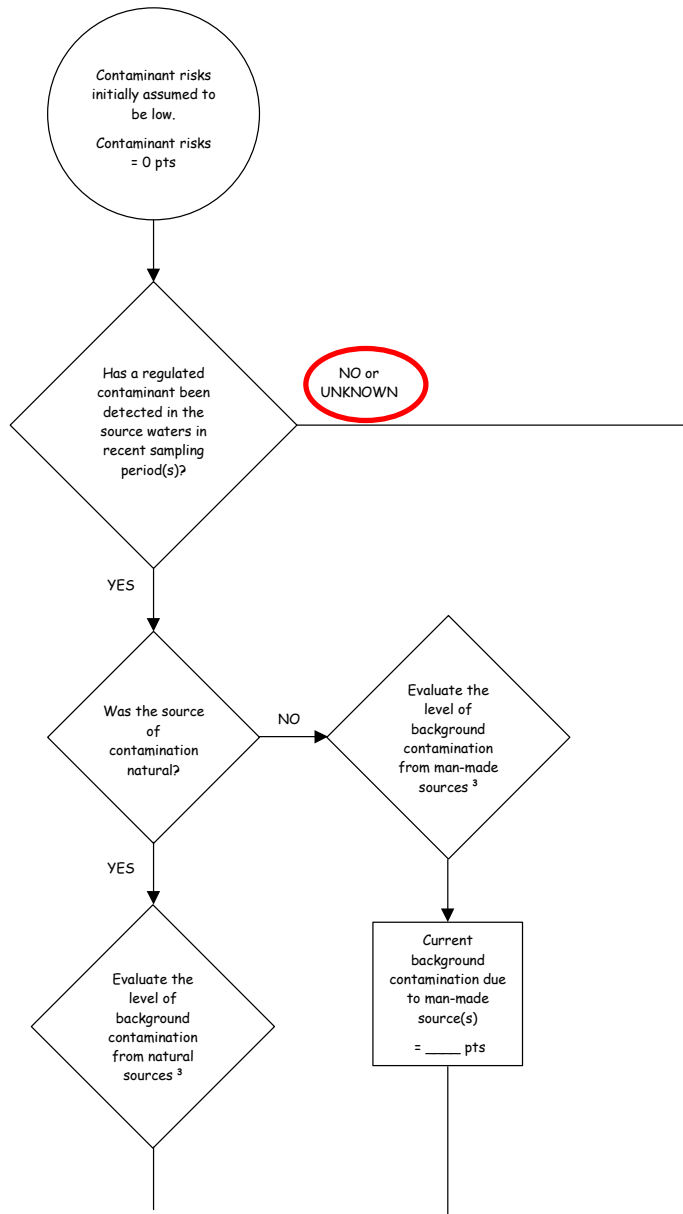 Contaminant risks
initially assumed to
be low.
Contaminant risks
= 0 pts
Has a regulated
contaminant been
detected in the
source waters in
recent sampling
period(s)?
NO or
UNKNOWN
YES
Was the source
of
contamination
natural?
NO
Evaluate the
level of
background
contamination
from man-made
sources ³
YES
Evaluate the
level of
background
contamination
from natural
sources ³
Current
background
contamination due
to man-made
source(s)
= ____ pts